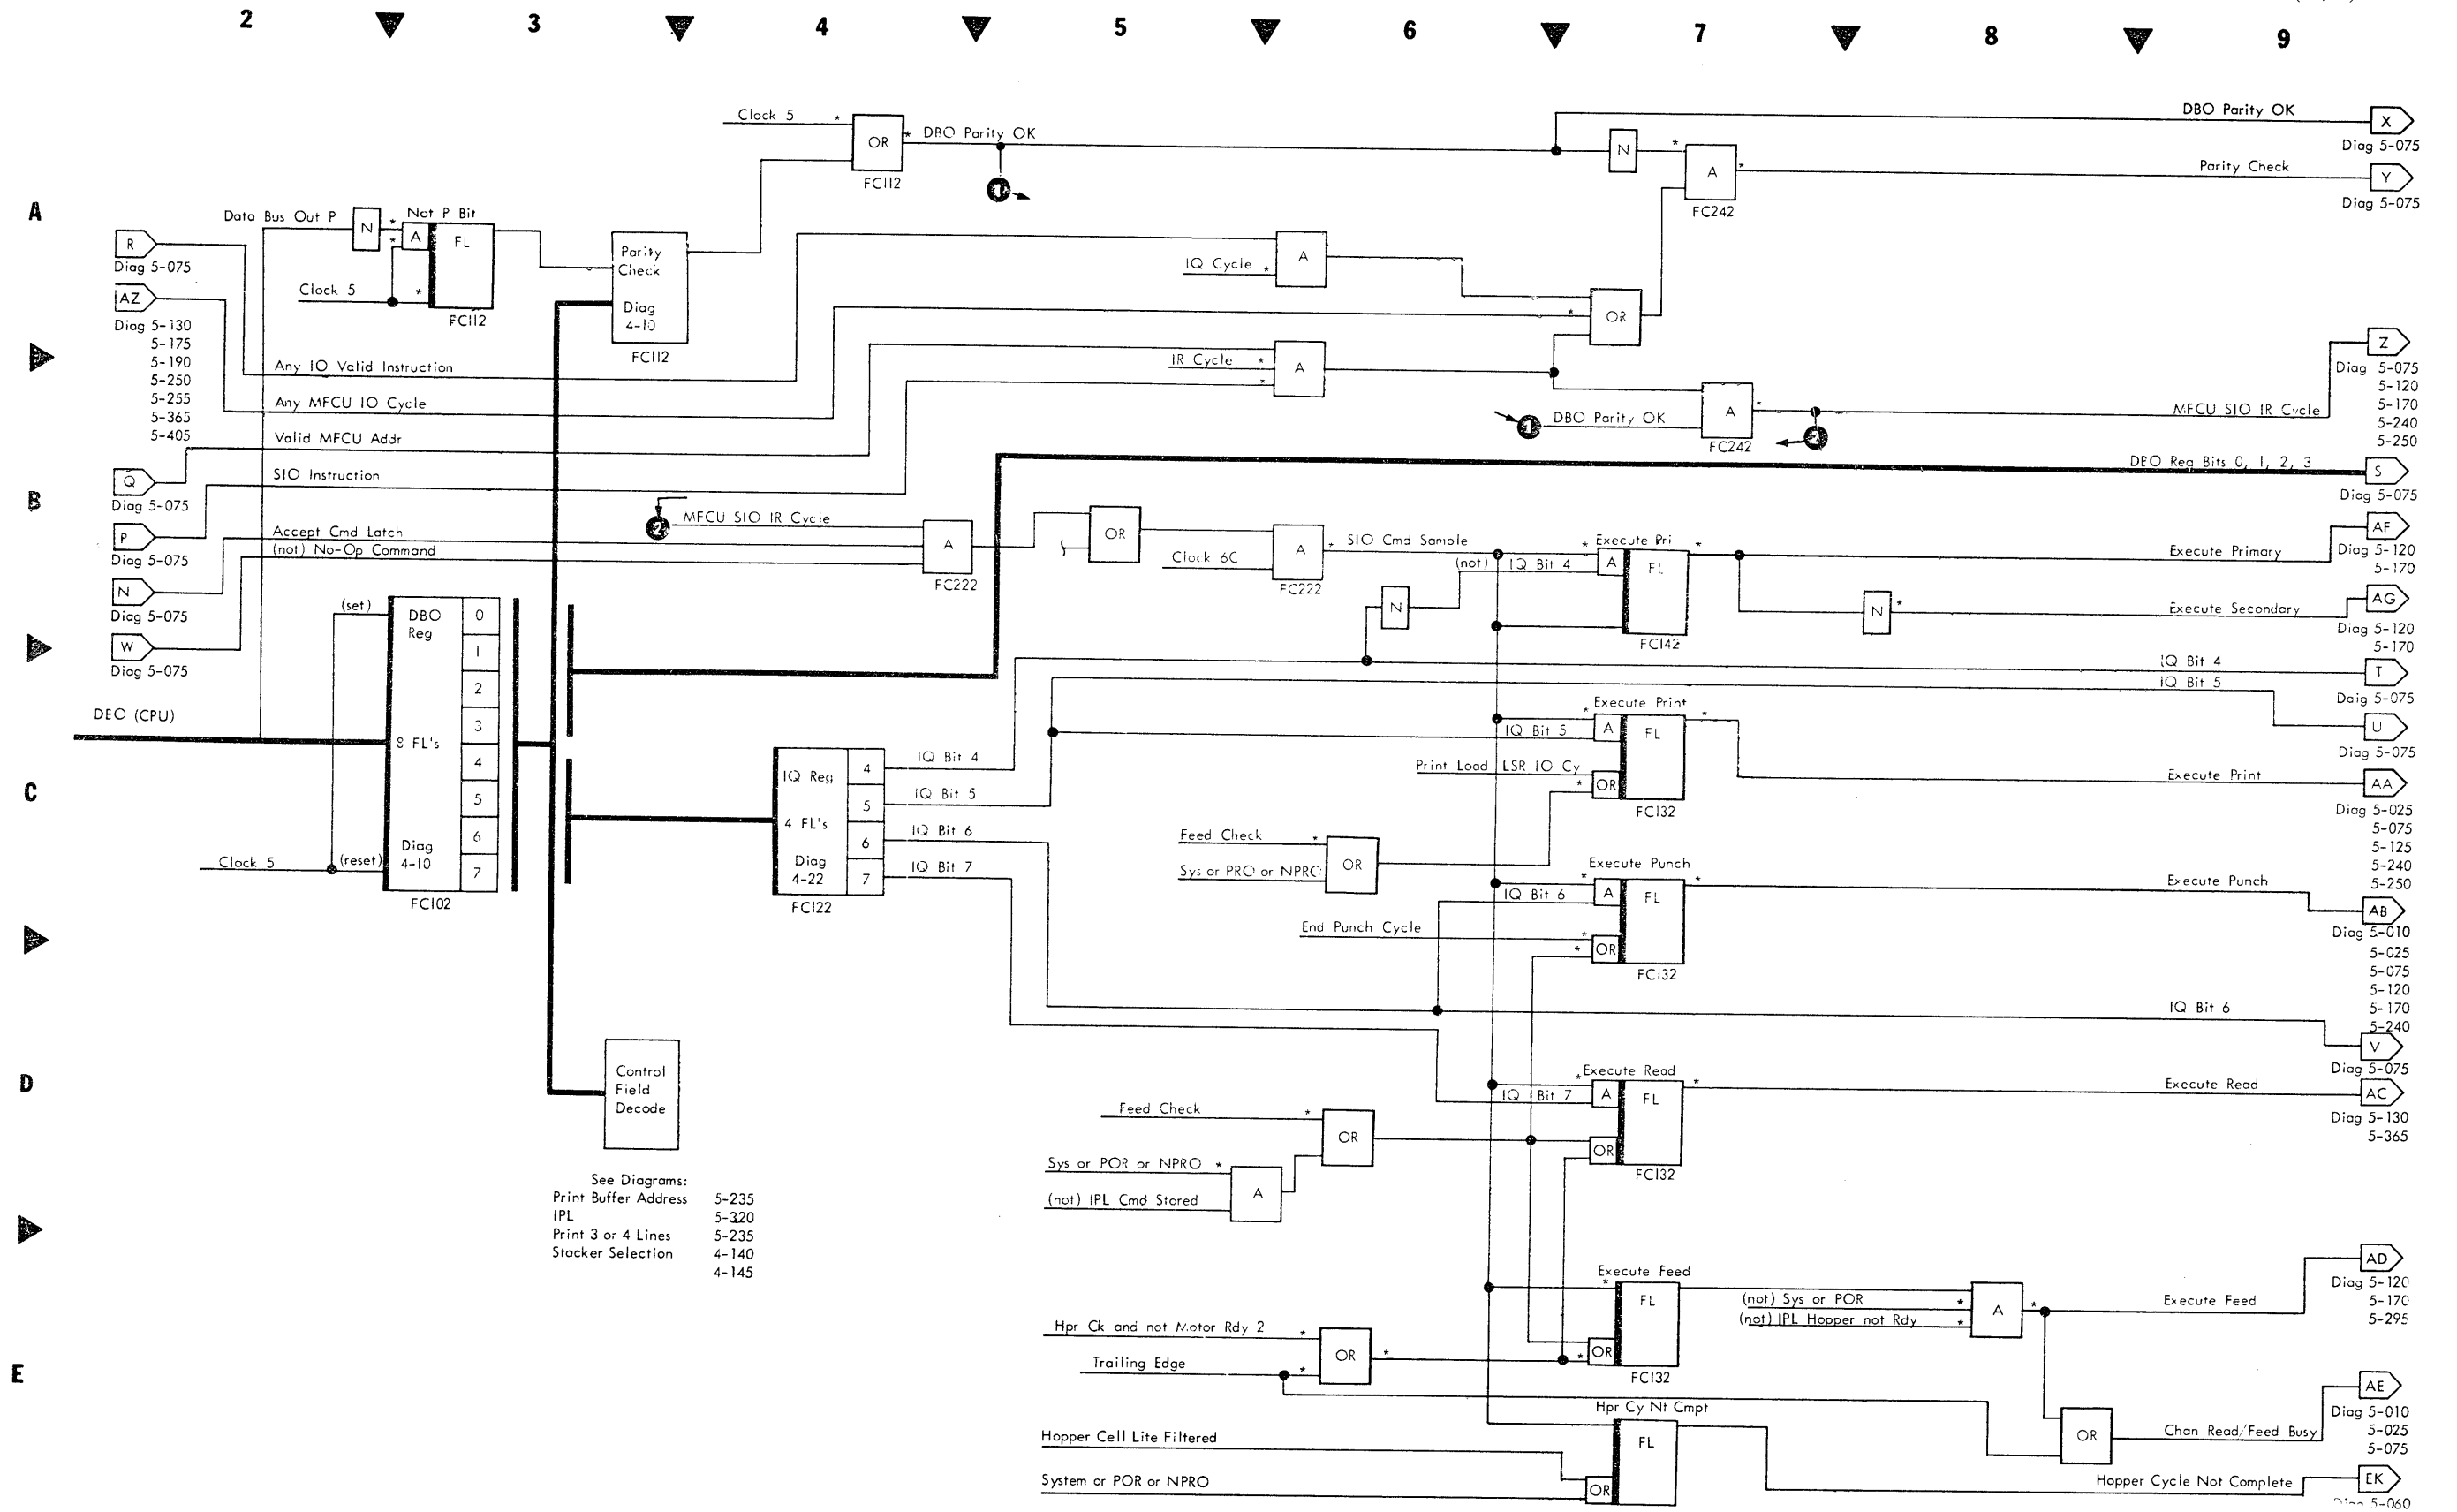 2 3 4 5 6 7 8 9
A
B
C
D
E
Clock 5 *
OR
* DBO Parity OK
FC112
1
N *
A *
FC242
DBO Parity OK
X
Diag 5-075
Parity Check
Y
Diag 5-075
R
Diag 5-075
AZ
Diag 5-130
5-175
5-190
5-250
5-255
5-365
5-405
Data Bus Out P
N
Not P Bit
* A FL
*
Clock 5 *
FC112
Parity
Check
Diag
4-10
FC112
IQ Cycle *
A
* OR
Any IO Valid Instruction
Any MFCU IO Cycle
Valid MFCU Addr
SIO Instruction
IR Cycle *
*
A
1 DBO Parity OK
A *
FC242
2
MFCU SIO IR Cycle
Z
Diag 5-075
5-120
5-170
5-240
5-250
DBO Reg Bits 0, 1, 2, 3
S
Diag 5-075
Q
Diag 5-075
P
Diag 5-075
N
Diag 5-075
W
Diag 5-075
2 MFCU SIO IR Cycle
Accept Cmd Latch
(not) No-Op Command
A
FC222
OR
Clock 6C
A *
FC222
SIO Cmd Sample
(not) IQ Bit 4
N
Execute Pri
* A FL *
FC142
Execute Primary
AF
Diag 5-120
5-170
N *
Execute Secondary
AG
Diag 5-120
5-170
IQ Bit 4
T
Daig 5-075
IQ Bit 5
U
Diag 5-075
DBO (CPU)
(set)
DBO
Reg
8 FL's
Diag
4-10
0
1
2
3
4
5
6
7
Clock 5
(reset)
FC102
IQ Reg
4 FL's
Diag
4-22
4
5
6
7
FC122
IQ Bit 4
IQ Bit 5
IQ Bit 6
IQ Bit 7
Execute Print
IQ Bit 5
* A FL *
Print Load LSR IO Cy
* OR
FC132
Execute Print
AA
Diag 5-025
5-075
5-125
5-240
5-250
Feed Check *
Sys or PRO or NPRO
OR
Execute Punch
IQ Bit 6
* A FL *
End Punch Cycle *
* OR
FC132
Execute Punch
AB
Diag 5-010
5-025
5-075
5-120
5-170
5-240
IQ Bit 6
V
Diag 5-075
Control
Field
Decode
See Diagrams:
Print Buffer Address 5-235
IPL 5-320
Print 3 or 4 Lines 5-235
Stacker Selection 4-140
4-145
Feed Check *
OR
Sys or POR or NPRO *
(not) IPL Cmd Stored
A
Execute Read
IQ Bit 7
* A FL *
OR
FC132
Execute Read
AC
Diag 5-130
5-365
Execute Feed
* FL
* OR
FC132
Hpr Ck and not Motor Rdy 2 *
Trailing Edge *
OR *
(not) Sys or POR *
(not) IPL Hopper not Rdy *
A *
Execute Feed
AD
Diag 5-120
5-170
5-295
OR
Chan Read/Feed Busy
AE
Diag 5-010
5-025
5-075
Hpr Cy Nt Cmpt
FL
OR
Hopper Cell Lite Filtered
System or POR or NPRO
Hopper Cycle Not Complete
EK
5-060